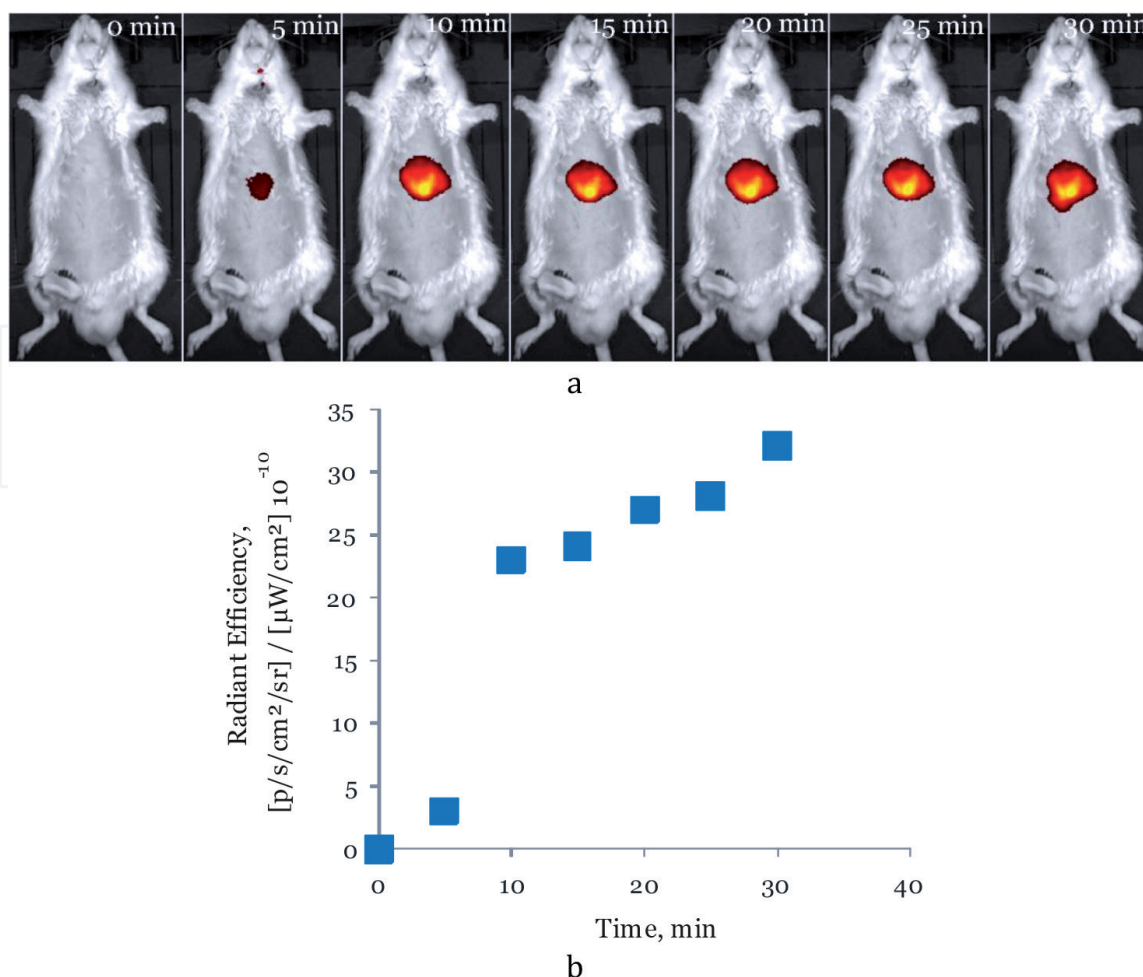 0 min 5 min 10 min 15 min 20 min 25 min 30 min
a
35
30
25
20
15
10
5
0
Radiant Efficiency,
[p/s/cm²/sr] / [µW/cm²] 10⁻¹⁰
0 10 20 30 40
Time, min
b